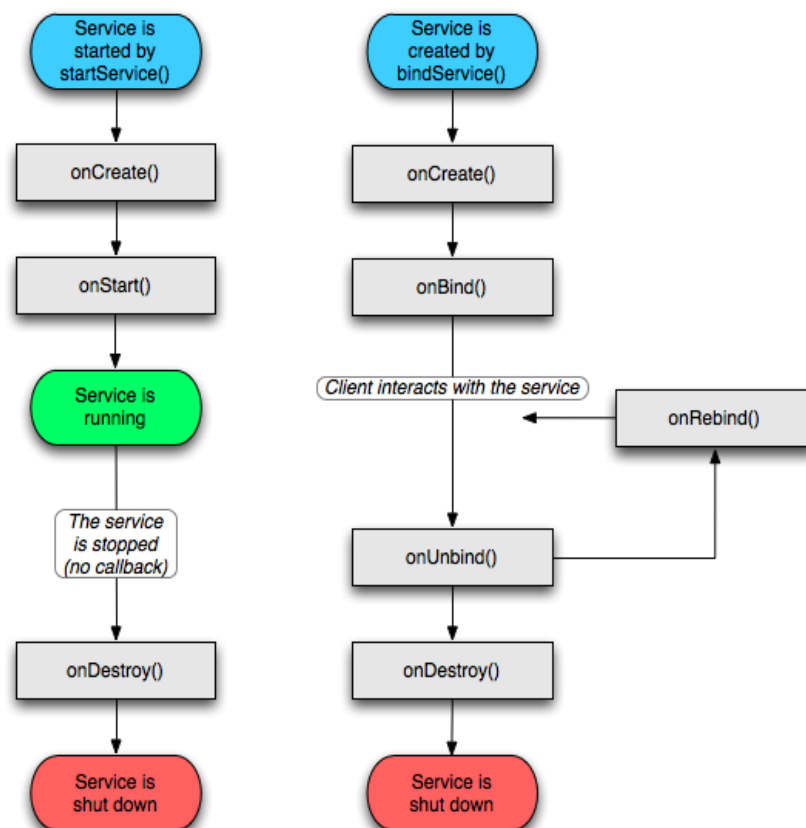 Service is
started by
startService()
onCreate()
onStart()
Service is
running
The service
is stopped
(no callback)
onDestroy()
Service is
shut down
Service is
created by
bindService()
onCreate()
onBind()
Client interacts with the service
onRebind()
onUnbind()
onDestroy()
Service is
shut down